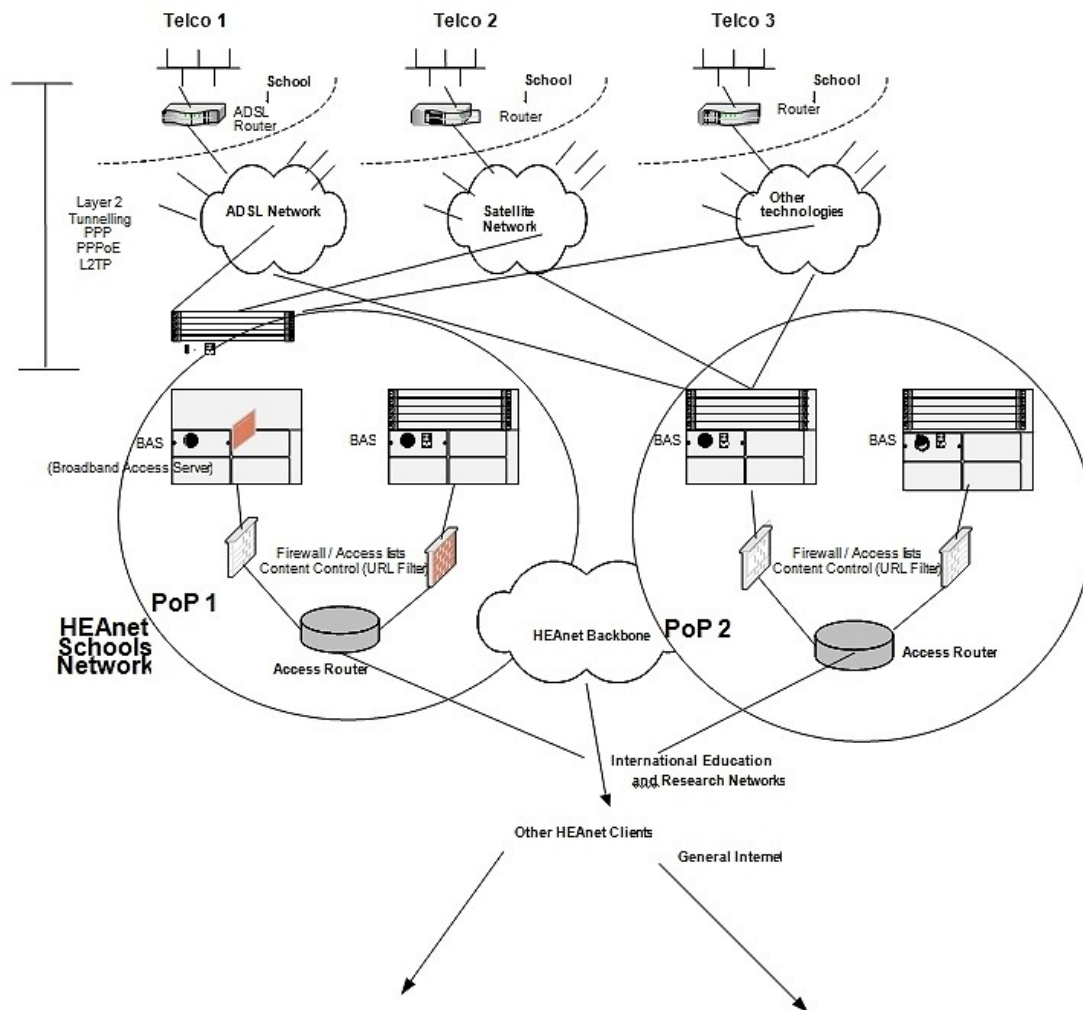 Telco 1
Telco 2
Telco 3
School
School
School
ADSL
Router
Router
Router
ADSL Network
Satellite
Network
Other
technologies
Layer 2
Tunnelling
PPP
PPPoE
L2TP
BAS
(Broadband Access Server)
BAS
BAS
BAS
Firewall / Access lists
Content Control (URL Filter)
Firewall / Access lists
Content Control (URL Filter)
PoP 1
HEAnet
Schools
Network
Access Router
HEAnet Backbone
PoP 2
Access Router
International Education
and Research Networks
Other HEAnet Clients
General Internet